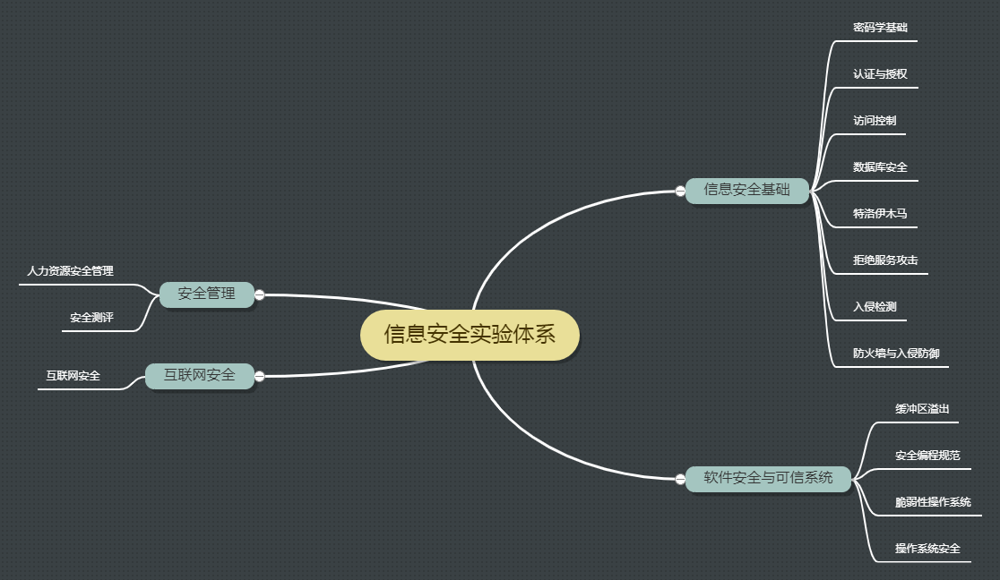 信息安全实验体系
信息安全基础
密码学基础
认证与授权
访问控制
数据库安全
特洛伊木马
拒绝服务攻击
入侵检测
防火墙与入侵防御
软件安全与可信系统
缓冲区溢出
安全编程规范
脆弱性操作系统
操作系统安全
安全管理
人力资源安全管理
安全测评
互联网安全
互联网安全